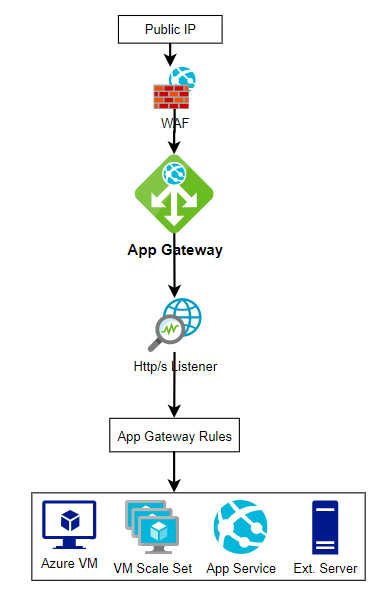 Public IP
WAF
App Gateway
Http/s Listener
App Gateway Rules
Azure VM
VM Scale Set
App Service
Ext. Server